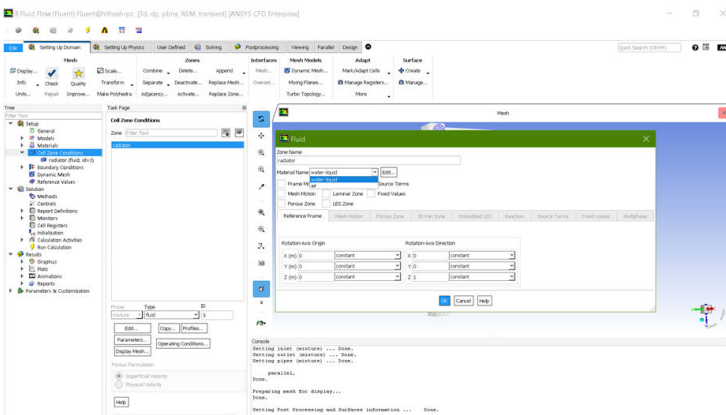 B:Fluid Flow (Fluent) Fluent@hithesh-pc [3d, dp, pbns, RSM, transient] [ANSYS CFD Enterprise]
File Setting Up Domain Setting Up Physics User Defined Solving Postprocessing Viewing Parallel Design
Quick Search (Ctrl+F)
Mesh Zones Interfaces Mesh Models Adapt Surface
Display... Scale... Combine Delete... Append Mesh... Dynamic Mesh... Mark/Adapt Cells Create
Info Check Quality Transform Separate Deactivate... Replace Mesh... Overset... Mixing Planes... Manage Registers... Manage...
Units... Repair Improve... Make Polyhedra Adjacency... Activate... Replace Zone... Turbo Topology... More
Tree
Filter Text
Setup
General
Models
Materials
Cell Zone Conditions
radiator (fluid, id=3)
Boundary Conditions
Dynamic Mesh
Reference Values
Solution
Methods
Controls
Report Definitions
Monitors
Cell Registers
Initialization
Calculation Activities
Run Calculation
Results
Graphics
Plots
Animations
Reports
Parameters & Customization
Task Page
Cell Zone Conditions
Zone Filter Text
radiator
Phase Type ID
mixture fluid 3
Edit... Copy... Profiles...
Parameters... Operating Conditions...
Display Mesh...
Porous Formulation
Superficial Velocity
Physical Velocity
Help
Mesh
Fluid
Zone Name
radiator
Material Name water-liquid Edit...
water-liquid
air
Frame Source Terms
Mesh Motion Laminar Zone Fixed Values
Porous Zone LES Zone
Reference Frame Mesh Motion Porous Zone 3D Fan Zone Embedded LES Reaction Source Terms Fixed Values Multiphase
Rotation-Axis Origin Rotation-Axis Direction
X (m) 0 constant X 0 constant
Y (m) 0 constant Y 0 constant
Z (m) 0 constant Z 1 constant
OK Cancel Help
Console
Setting inlet (mixture) ... Done.
Setting outlet (mixture) ... Done.
Setting pipes (mixture) ... Done.
parallel,
Done.
Preparing mesh for display...
Done.
Setting Post Processing and Surfaces information ... Done.